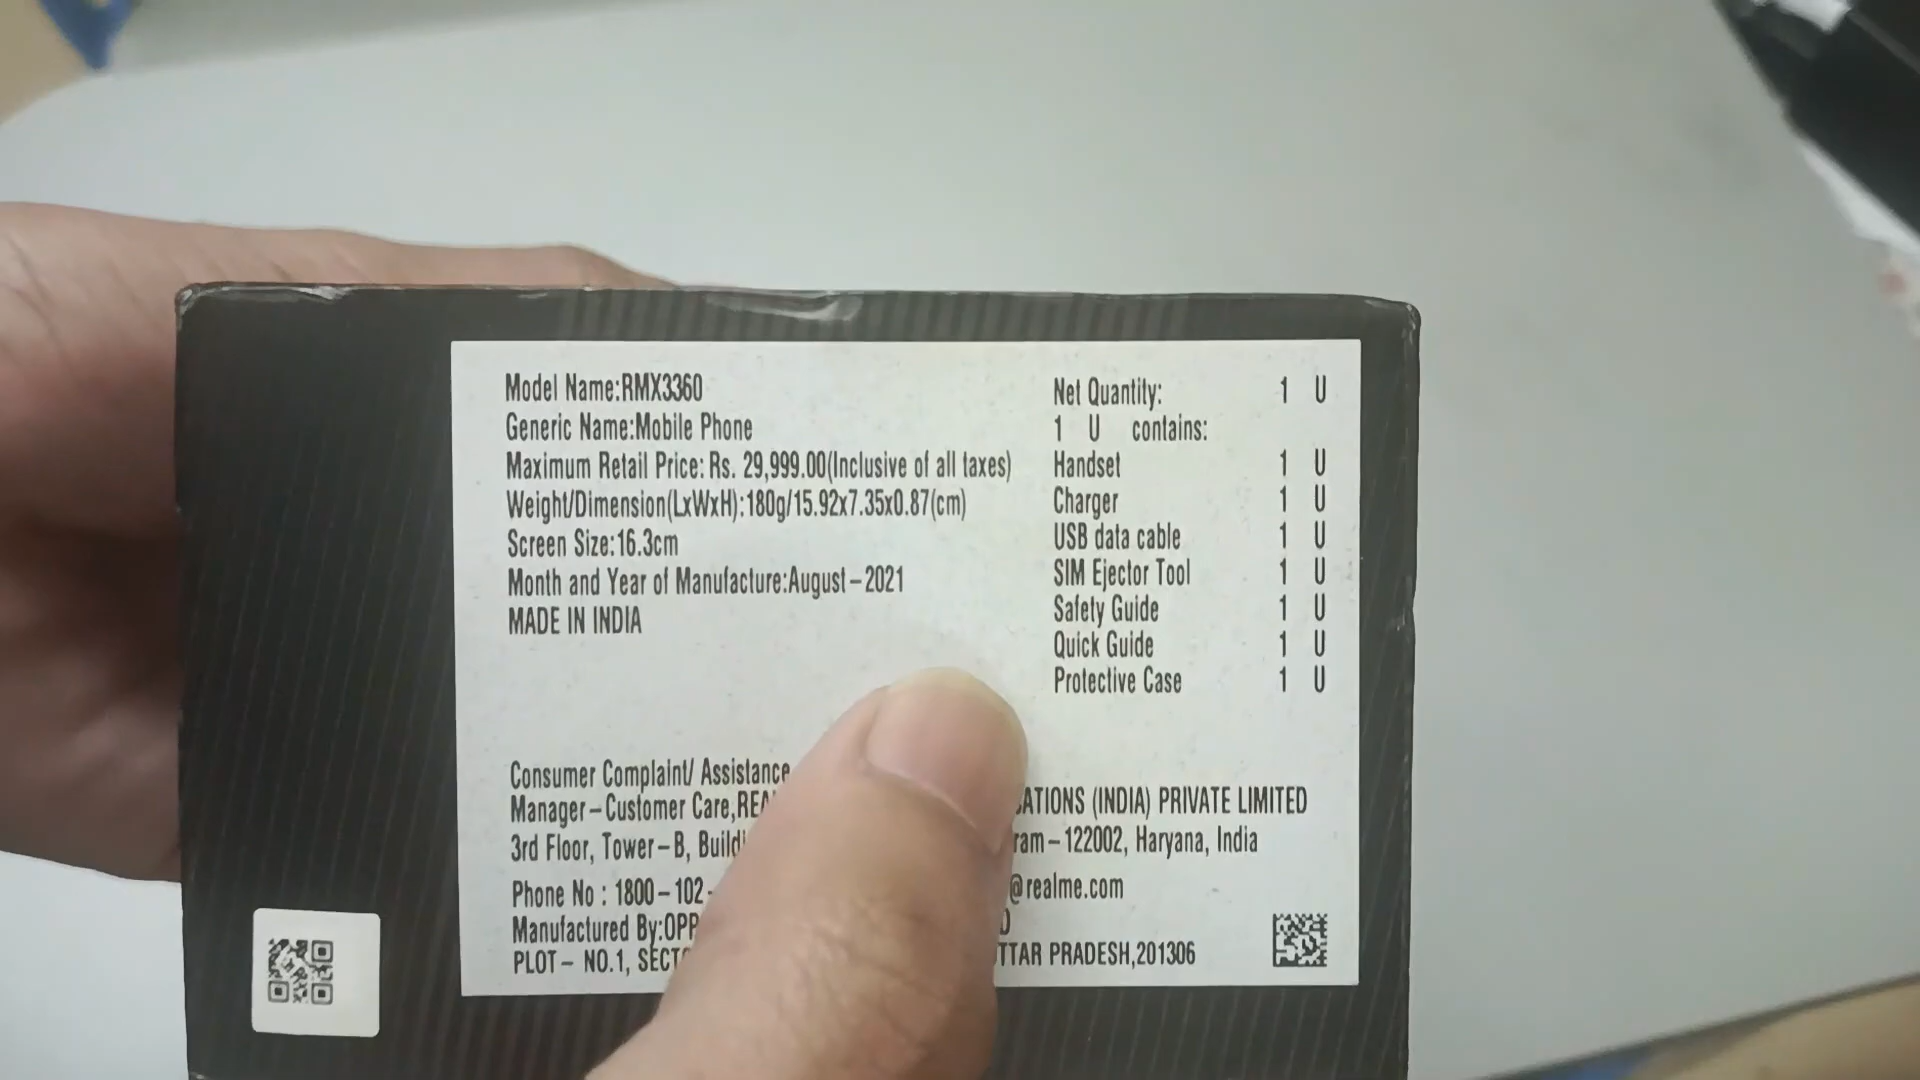 Model Name:RMX3360
Generic Name:Mobile Phone
Maximum Retail Price: Rs. 29,999.00(Inclusive of all taxes)
Weight/Dimension(LxWxH):180g/15.92x7.35x0.87(cm)
Screen Size:16.3cm
Month and Year of Manufacture:August-2021
MADE IN INDIA
Net Quantity: 1 U
1 U contains:
Handset 1 U
Charger 1 U
USB data cable 1 U
SIM Ejector Tool 1 U
Safety Guide 1 U
Quick Guide 1 U
Protective Case 1 U
Consumer Complaint/ Assistance
Manager-Customer Care, (INDIA) PRIVATE LIMITED
3rd Floor, Tower-B, -122002, Haryana, India
Phone No : 1800-102- @realme.com
Manufactured By:
PLOT- NO.1, PRADESH,201306